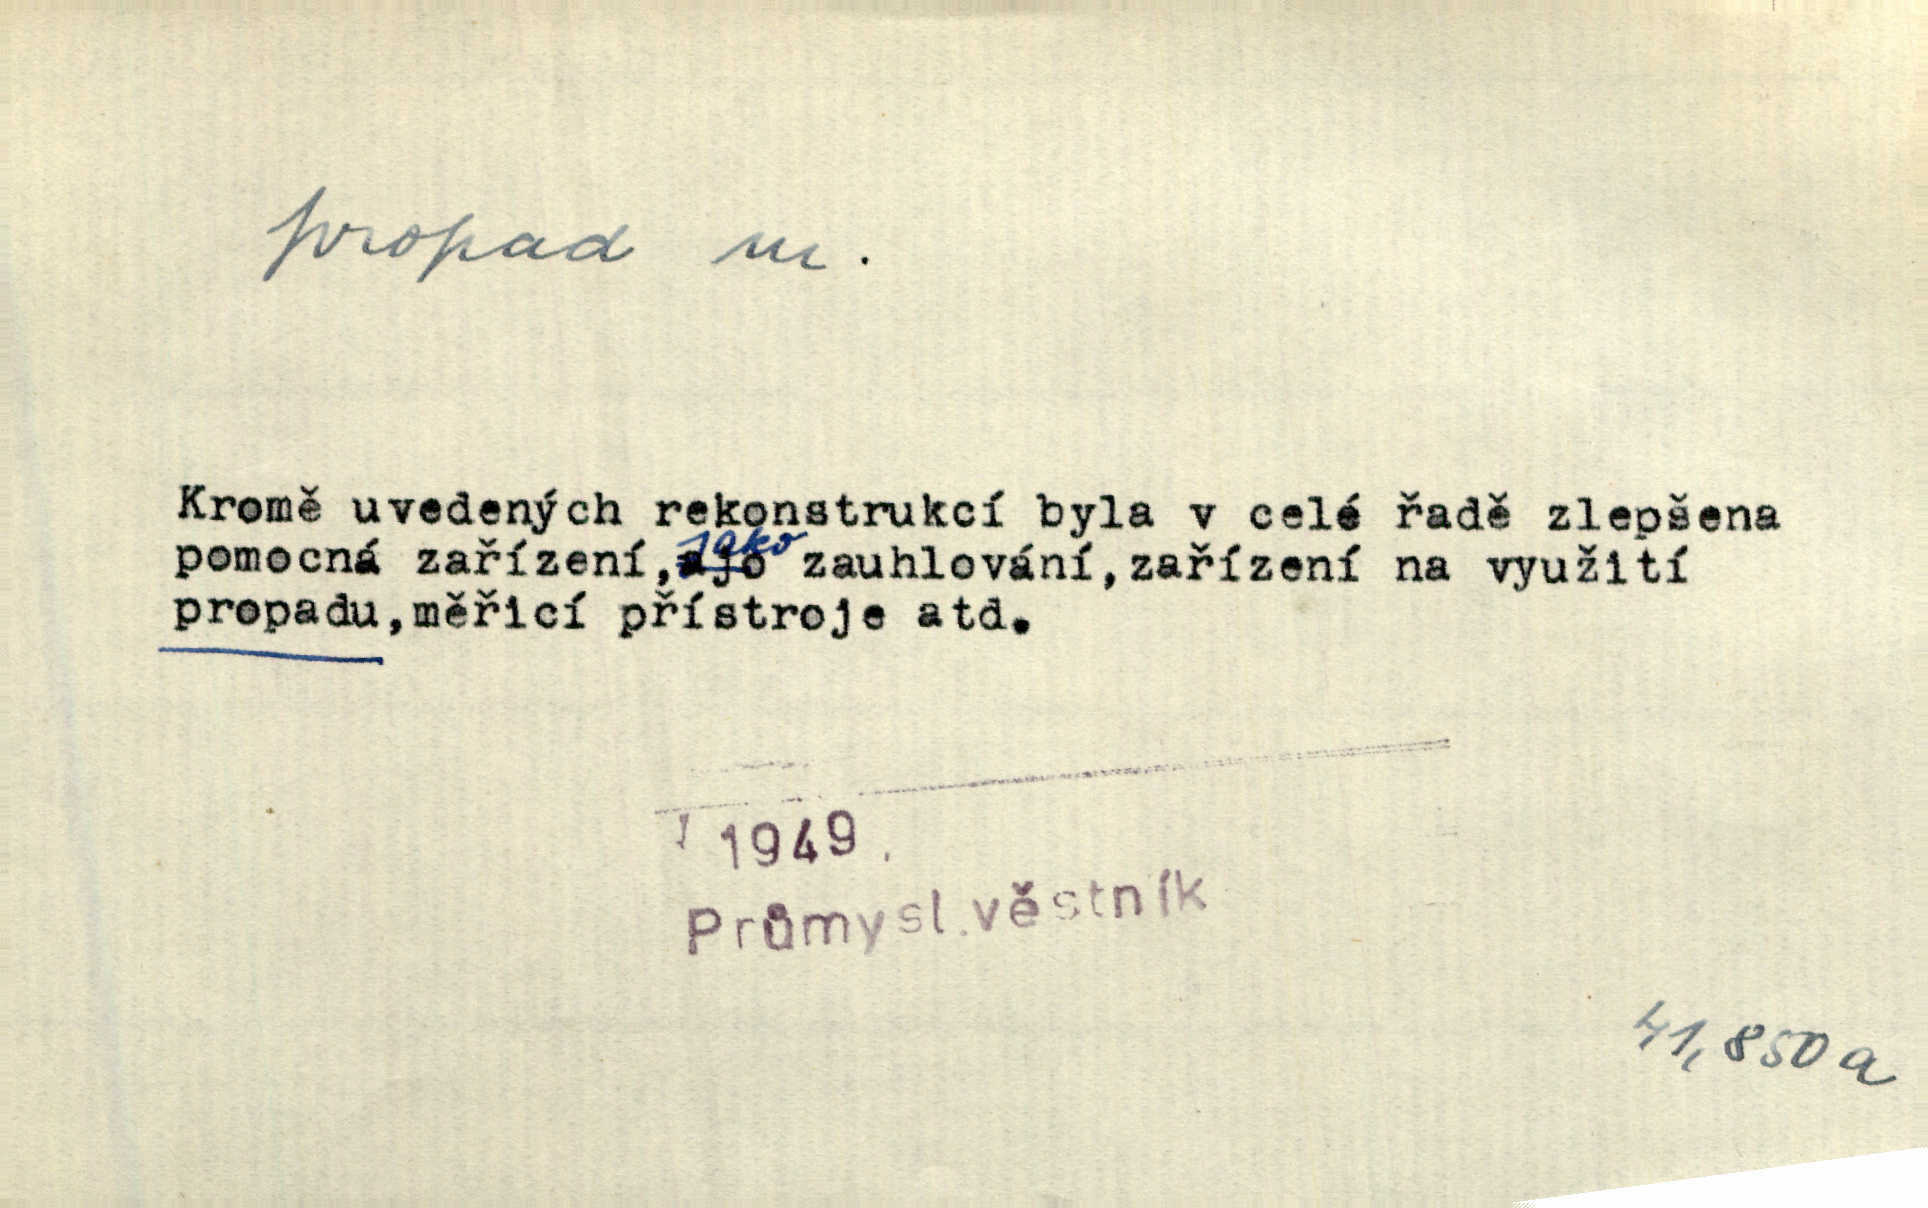 propad m.
Kromě uvedených rekonstrukcí byla v celé řadě zlepšena
pomocná zařízení,ajo jako zauhlování,zařízení na využití
propadu,měřicí přístroje atd.
1949.
Průmysl.věstník
41,850a